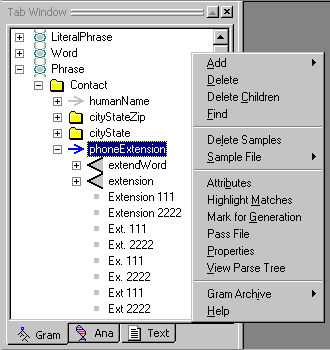 Tab Window
LiteralPhrase
Word
Phrase
Contact
humanName
cityStateZip
cityState
phoneExtension
extendWord
extension
Extension 111
Extension 2222
Ext. 111
Ext. 2222
Ex. 111
Ex. 2222
Ext 111
Ext 2222
Gram
Ana
Text
Add
Delete
Delete Children
Find
Delete Samples
Sample File
Attributes
Highlight Matches
Mark for Generation
Pass File
Properties
View Parse Tree
Gram Archive
Help